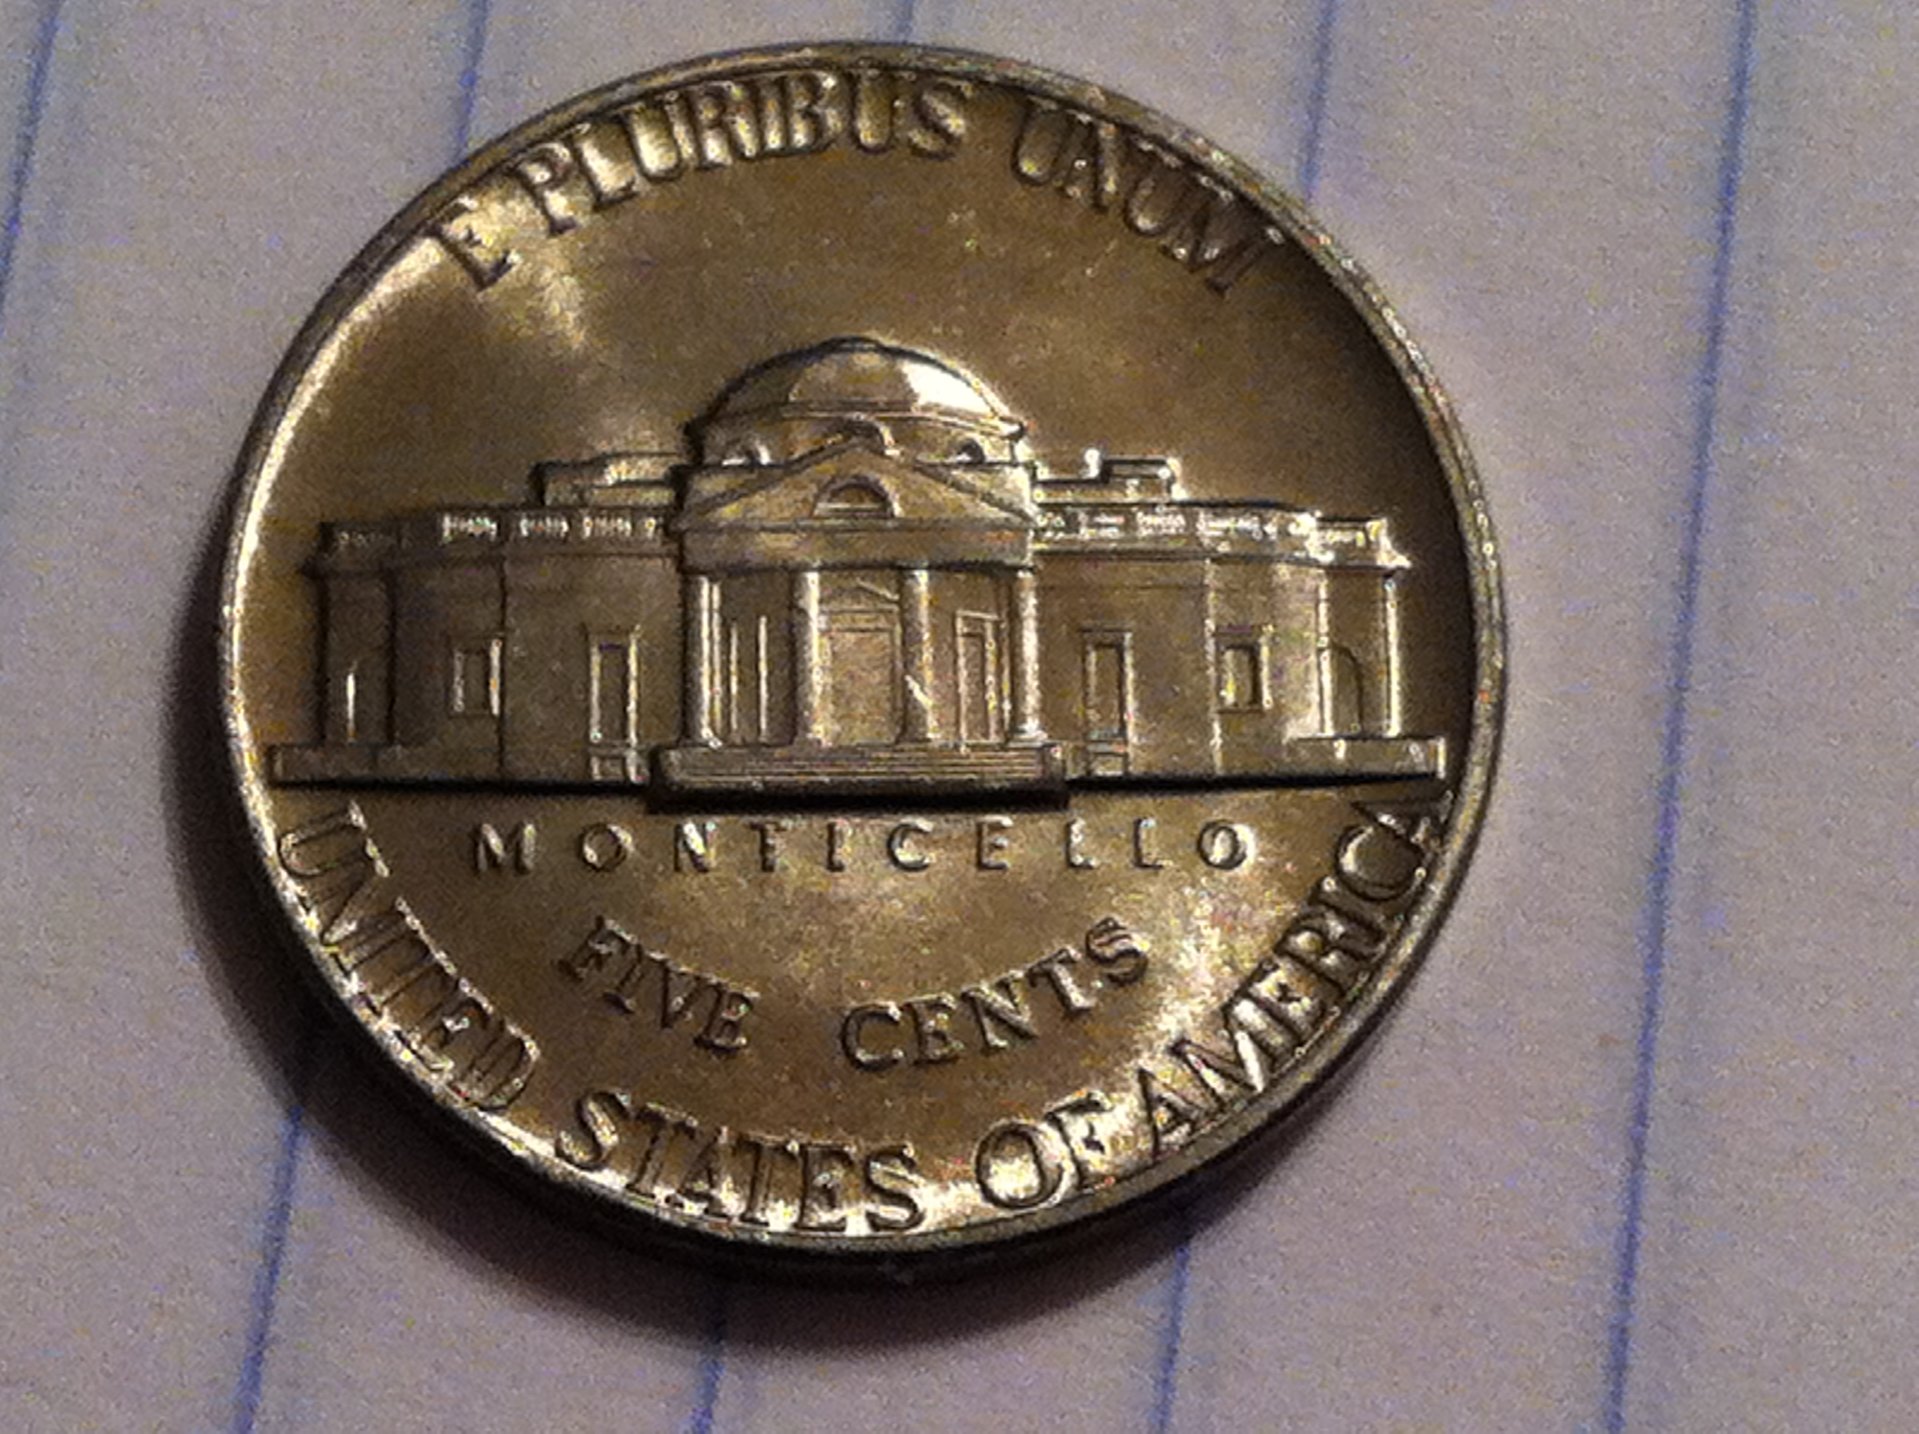 E PLURIBUS UNUM
MONTICELLO
FIVE CENTS
UNITED STATES OF AMERICA